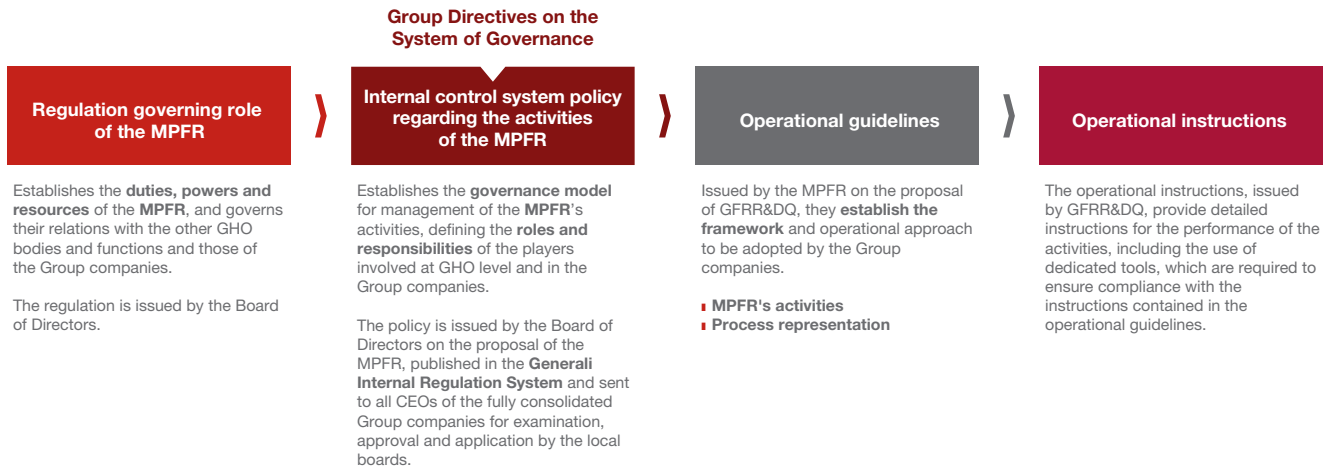 Group Directives on the
System of Governance
Regulation governing role
of the MPFR
Establishes the duties, powers and
resources of the MPFR, and governs
their relations with the other GHO
bodies and functions and those of
the Group companies.
The regulation is issued by the Board
of Directors.
Internal control system policy
regarding the activities
of the MPFR
Establishes the governance model
for management of the MPFR's
activities, defining the roles and
responsibilities of the players
involved at GHO level and in the
Group companies.
The policy is issued by the Board of
Directors on the proposal of the
MPFR, published in the Generali
Internal Regulation System and sent
to all CEOs of the fully consolidated
Group companies for examination,
approval and application by the local
boards.
Operational guidelines
Issued by the MPFR on the proposal
of GFRR&DQ, they establish the
framework and operational approach
to be adopted by the Group
companies.
MPFR's activities
Process representation
Operational instructions
The operational instructions, issued
by GFRR&DQ, provide detailed
instructions for the performance of the
activities, including the use of
dedicated tools, which are required to
ensure compliance with the
instructions contained in the
operational guidelines.